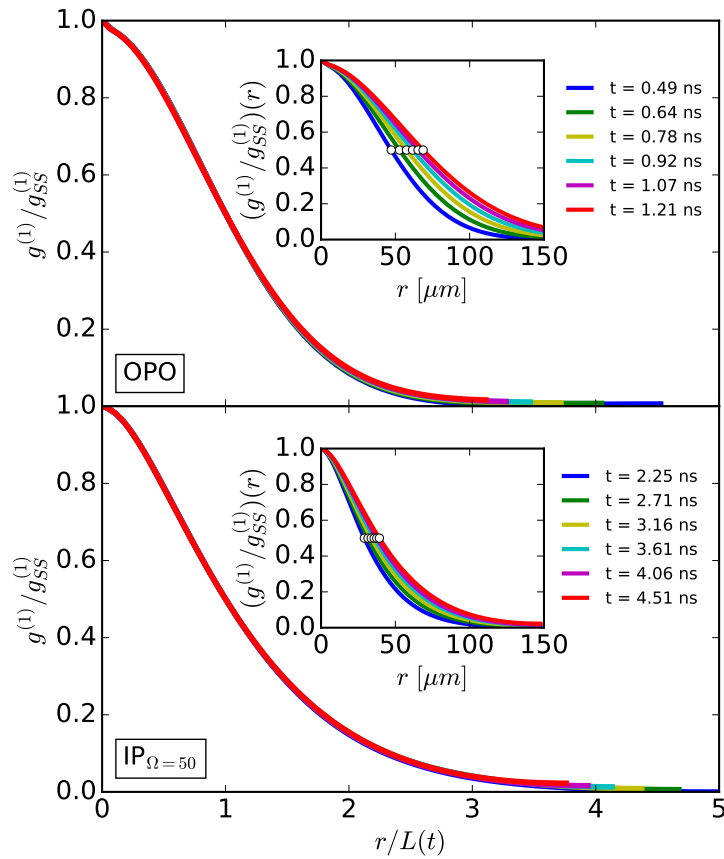 1.0
0.8
0.6
0.4
0.2
g^{(1)}/g_{SS}^{(1)}
OPO
1.0
0.8
0.6
0.4
0.2
0.0
(g^{(1)}/g_{SS}^{(1)})(r)
0 50 100 150
r [μm]
t = 0.49 ns
t = 0.64 ns
t = 0.78 ns
t = 0.92 ns
t = 1.07 ns
t = 1.21 ns
1.0
0.8
0.6
0.4
0.2
0.0
g^{(1)}/g_{SS}^{(1)}
IP_{Ω=50}
1.0
0.8
0.6
0.4
0.2
0.0
(g^{(1)}/g_{SS}^{(1)})(r)
0 50 100 150
r [μm]
t = 2.25 ns
t = 2.71 ns
t = 3.16 ns
t = 3.61 ns
t = 4.06 ns
t = 4.51 ns
0 1 2 3 4 5
r/L(t)